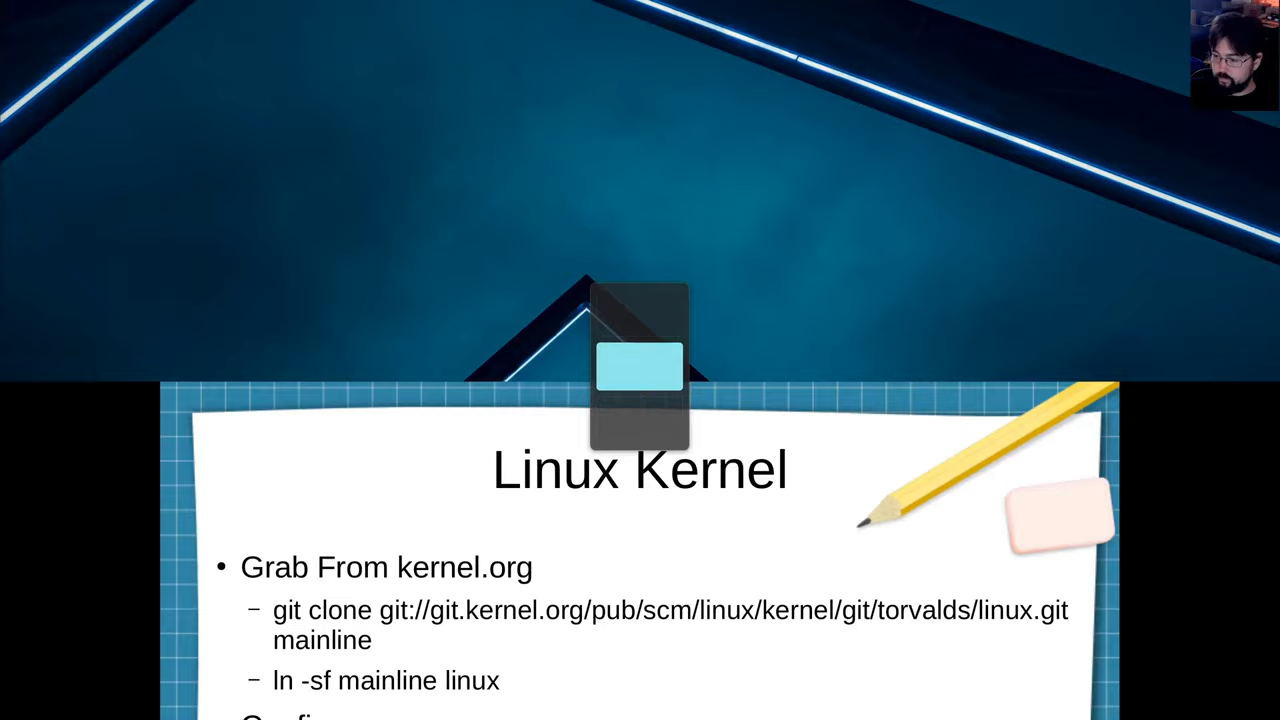 Linux Kernel
• Grab From kernel.org
– git clone git://git.kernel.org/pub/scm/linux/kernel/git/torvalds/linux.git
mainline
– ln -sf mainline linux